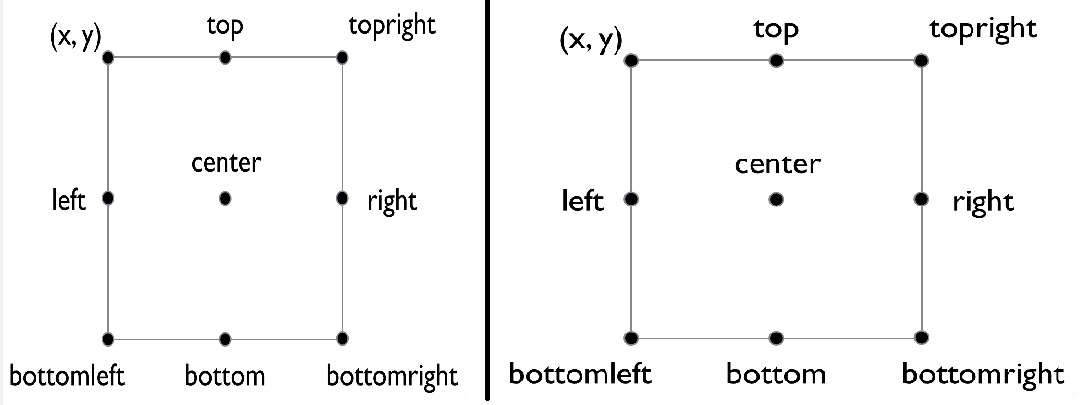 (x, y)
top
topright
center
left
right
bottomleft
bottom
bottomright
(x, y)
top
topright
center
left
right
bottomleft
bottom
bottomright